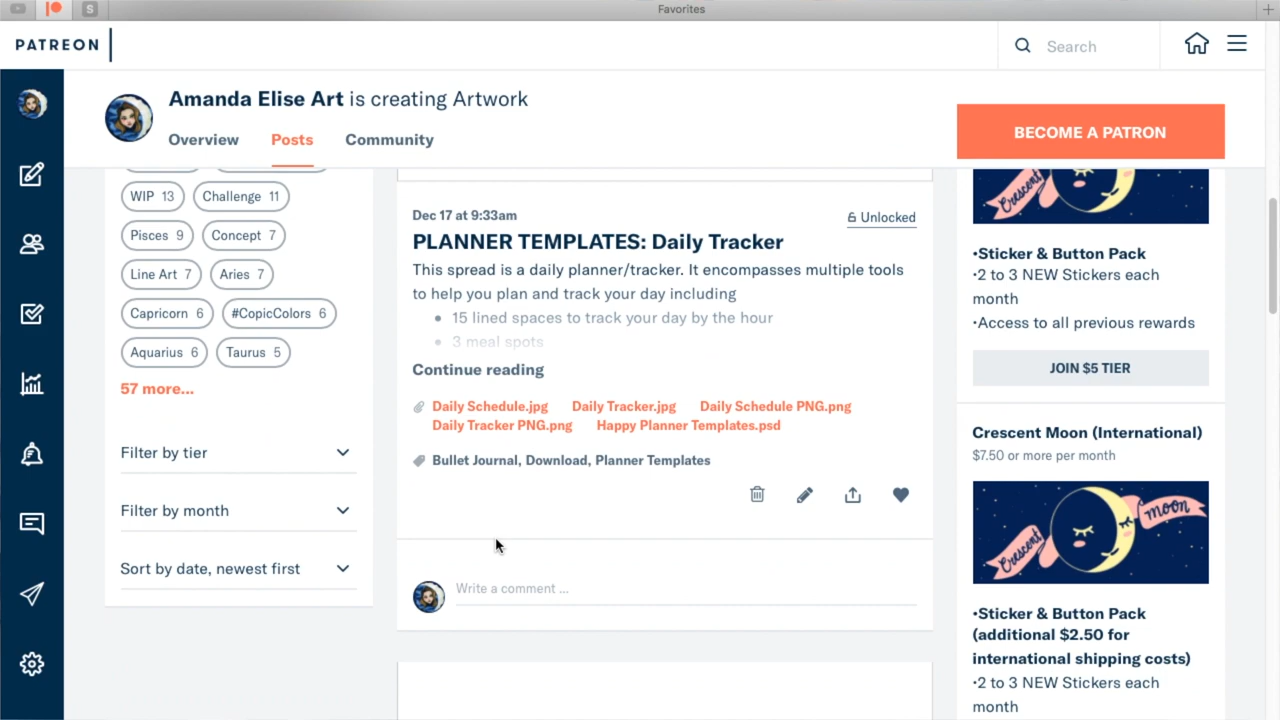 S
Favorites
PATREON
Search
Amanda Elise Art is creating Artwork
Overview
Posts
Community
BECOME A PATRON
WIP 13
Challenge 11
Pisces 9
Concept 7
Line Art 7
Aries 7
Capricorn 6
#CopicColors 6
Aquarius 6
Taurus 5
57 more...
Filter by tier
Filter by month
Sort by date, newest first
Dec 17 at 9:33am
Unlocked
PLANNER TEMPLATES: Daily Tracker
This spread is a daily planner/tracker. It encompasses multiple tools
to help you plan and track your day including
15 lined spaces to track your day by the hour
3 meal spots
Continue reading
Daily Schedule.jpg Daily Tracker.jpg Daily Schedule PNG.png
Daily Tracker PNG.png Happy Planner Templates.psd
Bullet Journal, Download, Planner Templates
Write a comment ...
Crescent
•Sticker & Button Pack
•2 to 3 NEW Stickers each
month
•Access to all previous rewards
JOIN $5 TIER
Crescent Moon (International)
$7.50 or more per month
moon
Crescent
•Sticker & Button Pack
(additional $2.50 for
international shipping costs)
•2 to 3 NEW Stickers each
month